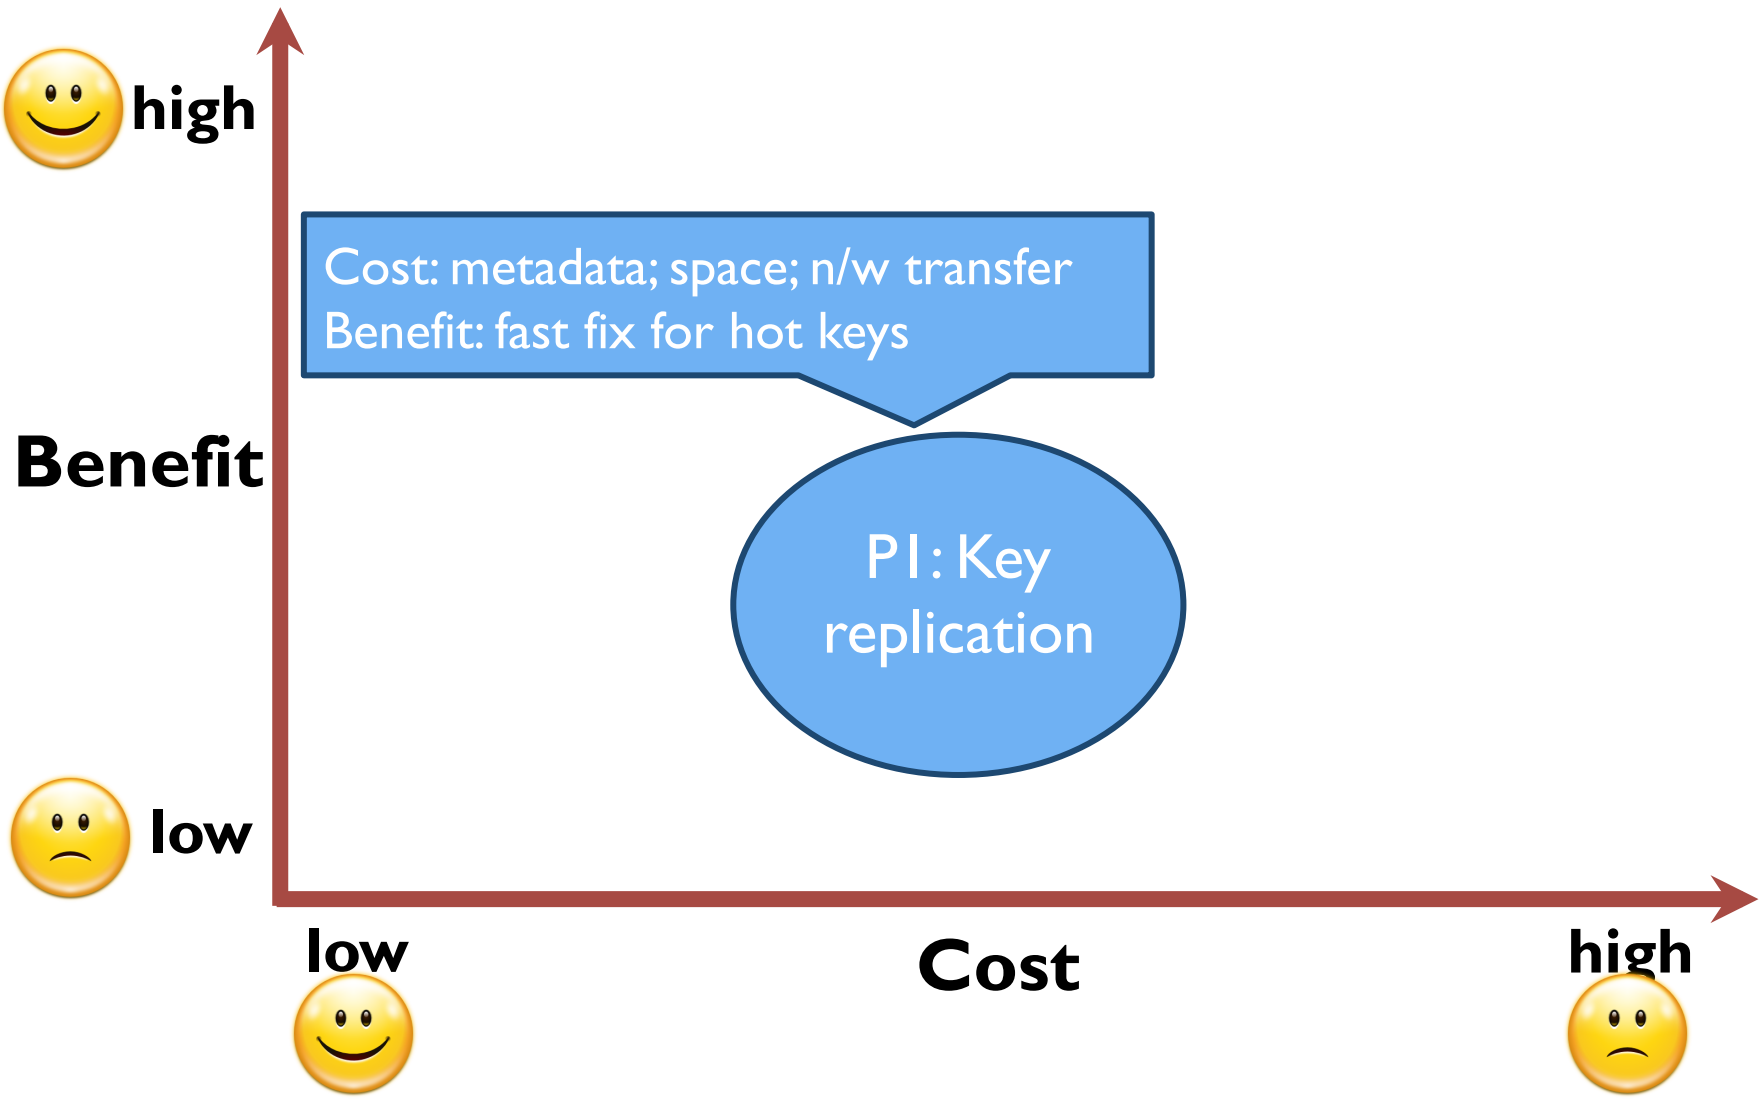 high
Cost: metadata; space; n/w transfer
Benefit: fast fix for hot keys
Benefit
P1: Key
replication
low
low
Cost
high